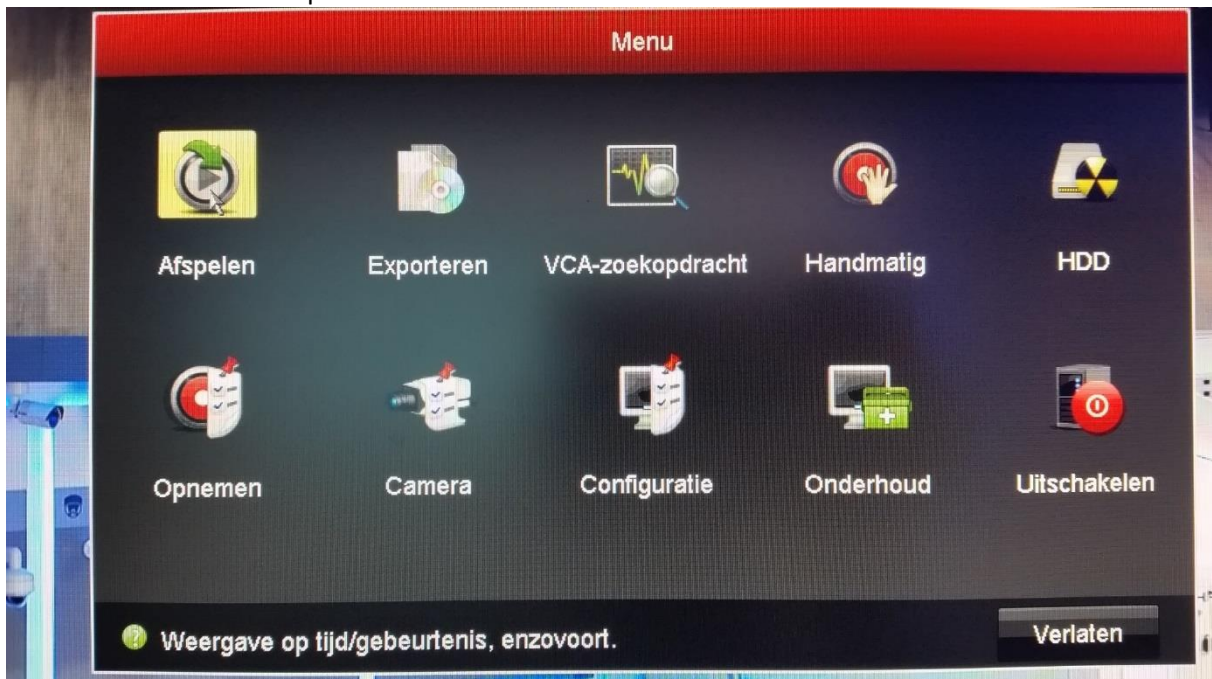 Menu
Afspelen Exporteren VCA-zoekopdracht Handmatig HDD
Opnemen Camera Configuratie Onderhoud Uitschakelen
Weergave op tijd/gebeurtenis, enzovoort. Verlaten